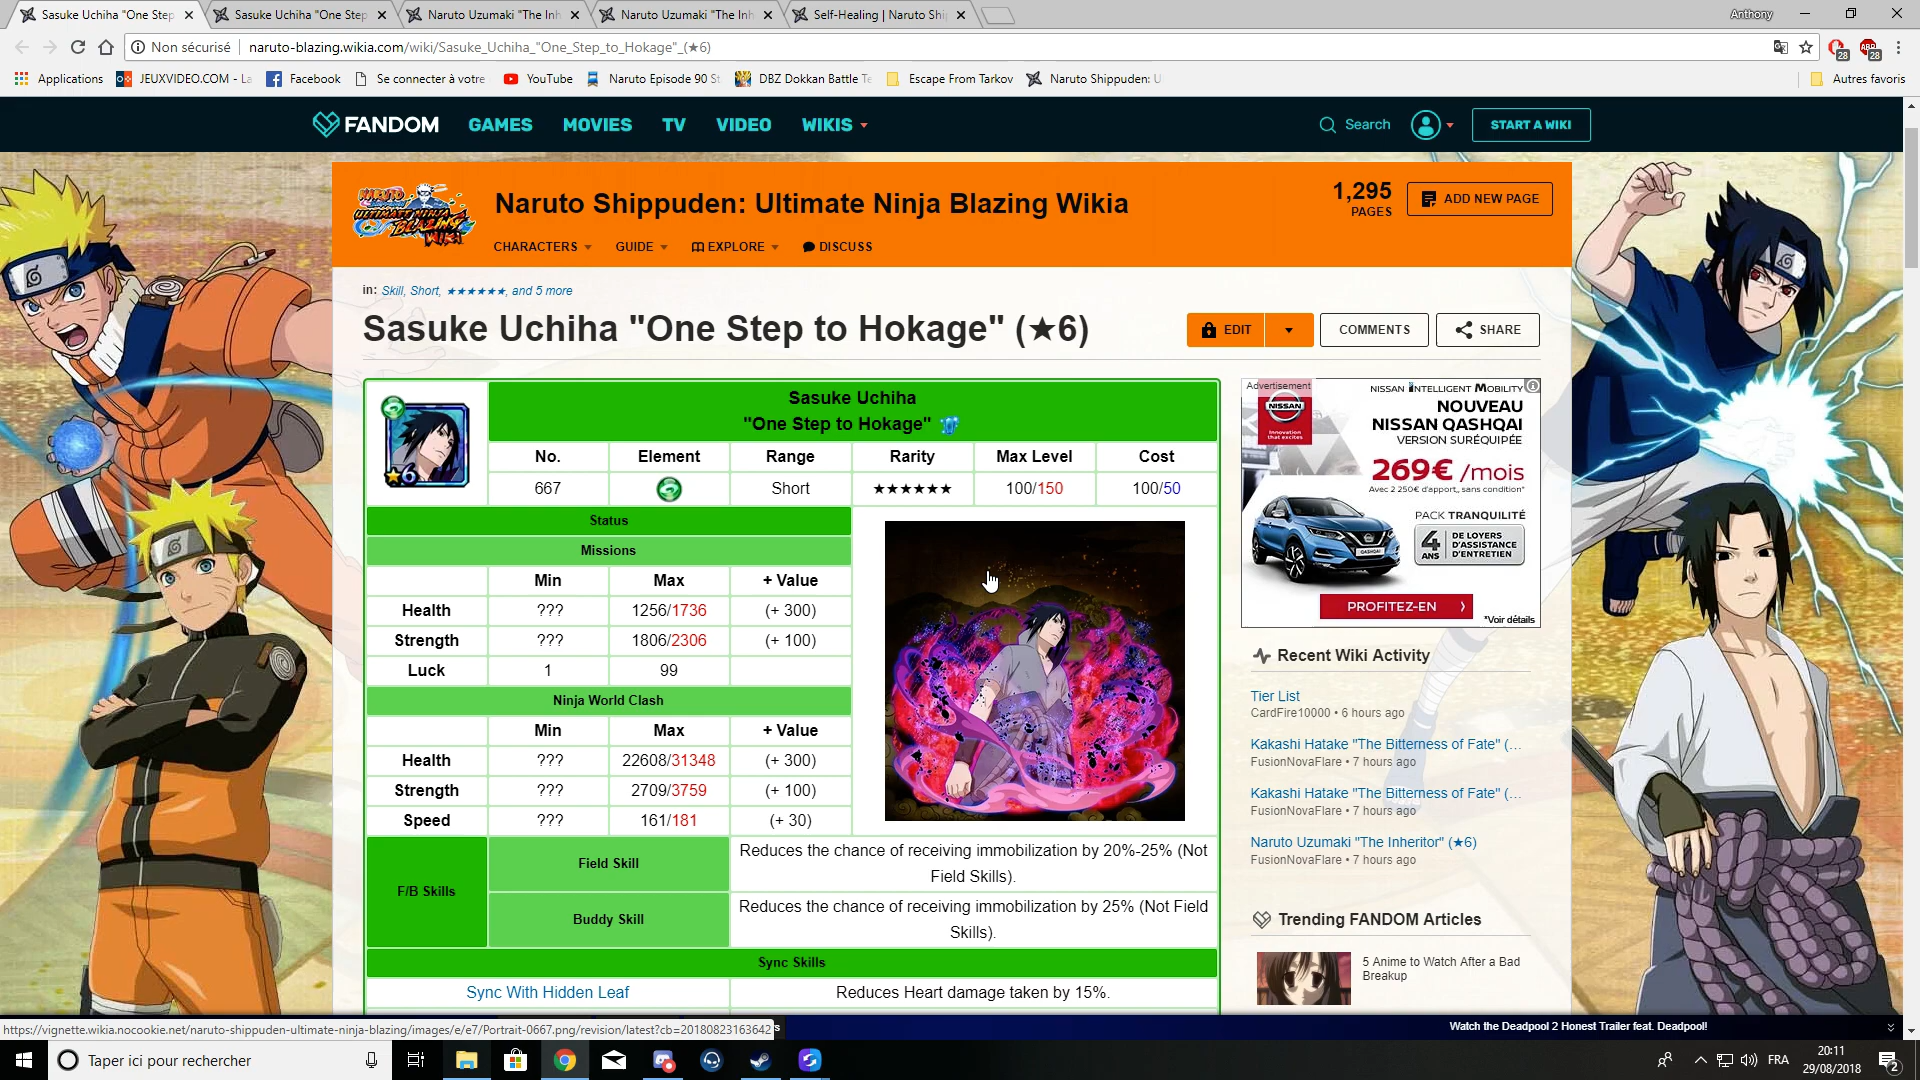 Sasuke Uchiha "One Step
Sasuke Uchiha "One Step
Naruto Uzumaki "The Inh
Naruto Uzumaki "The Inh
Self-Healing | Naruto Shi
Anthony
Non sécurisé
naruto-blazing.wikia.com/wiki/Sasuke_Uchiha_"One_Step_to_Hokage"_(★6)
28
28
Applications
JEUXVIDEO.COM - La
Facebook
Se connecter à votre
YouTube
Naruto Episode 90 St
DBZ Dokkan Battle Te
Escape From Tarkov
Naruto Shippuden: U
Autres favoris
FANDOM
GAMES
MOVIES
TV
VIDEO
WIKIS
Search
START A WIKI
Naruto Shippuden: Ultimate Ninja Blazing Wikia
1,295
PAGES
ADD NEW PAGE
CHARACTERS
GUIDE
EXPLORE
DISCUSS
in: Skill, Short, ★★★★★★, and 5 more
Sasuke Uchiha "One Step to Hokage" (★6)
EDIT
COMMENTS
SHARE
★6
Sasuke Uchiha
"One Step to Hokage"
No. Element Range Rarity Max Level Cost
667 Short ★★★★★★ 100/150 100/50
Status
Missions
Min Max + Value
Health ??? 1256/1736 (+ 300)
Strength ??? 1806/2306 (+ 100)
Luck 1 99
Ninja World Clash
Min Max + Value
Health ??? 22608/31348 (+ 300)
Strength ??? 2709/3759 (+ 100)
Speed ??? 161/181 (+ 30)
F/B Skills
Field Skill
Reduces the chance of receiving immobilization by 20%-25% (Not
Field Skills).
Buddy Skill
Reduces the chance of receiving immobilization by 25% (Not Field
Skills).
Sync Skills
Sync With Hidden Leaf
Reduces Heart damage taken by 15%.
Advertisement
NISSAN INTELLIGENT MOBILITY
NISSAN
Innovation
that excites
NOUVEAU
NISSAN QASHQAI
VERSION SURÉQUIPÉE
269€ /mois
Avec 2 250€ d'apport,, sans condition*
PACK TRANQUILITÉ
4 ANS
DE LOYERS
D'ASSISTANCE
D'ENTRETIEN
PROFITEZ-EN
*Voir détails
Recent Wiki Activity
Tier List
CardFire10000 • 6 hours ago
Kakashi Hatake "The Bitterness of Fate" (…
FusionNovaFlare • 7 hours ago
Kakashi Hatake "The Bitterness of Fate" (…
FusionNovaFlare • 7 hours ago
Naruto Uzumaki "The Inheritor" (★6)
FusionNovaFlare • 7 hours ago
Trending FANDOM Articles
5 Anime to Watch After a Bad
Breakup
https://vignette.wikia.nocookie.net/naruto-shippuden-ultimate-ninja-blazing/images/e/e7/Portrait-0667.png/revision/latest?cb=20180823163642
Watch the Deadpool 2 Honest Trailer feat. Deadpool!
Taper ici pour rechercher
FRA
20:11
29/08/2018
2